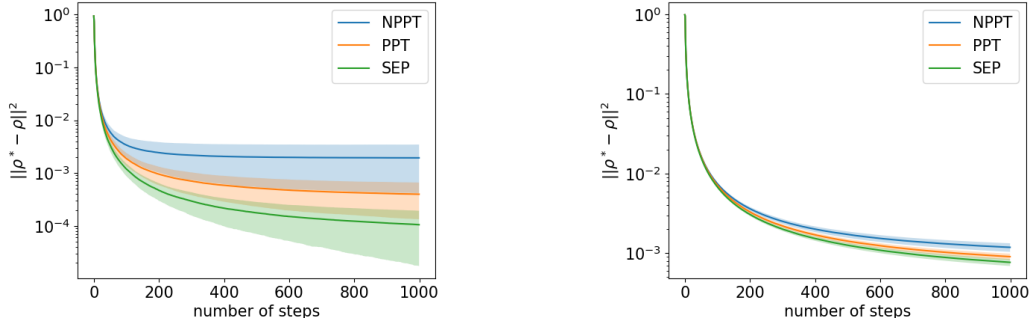 10⁰
10⁻¹
10⁻²
10⁻³
10⁻⁴
||ρ* − ρ||²
NPPT
PPT
SEP
0 200 400 600 800 1000
number of steps
10⁰
10⁻¹
10⁻²
10⁻³
||ρ* − ρ||²
NPPT
PPT
SEP
0 200 400 600 800 1000
number of steps